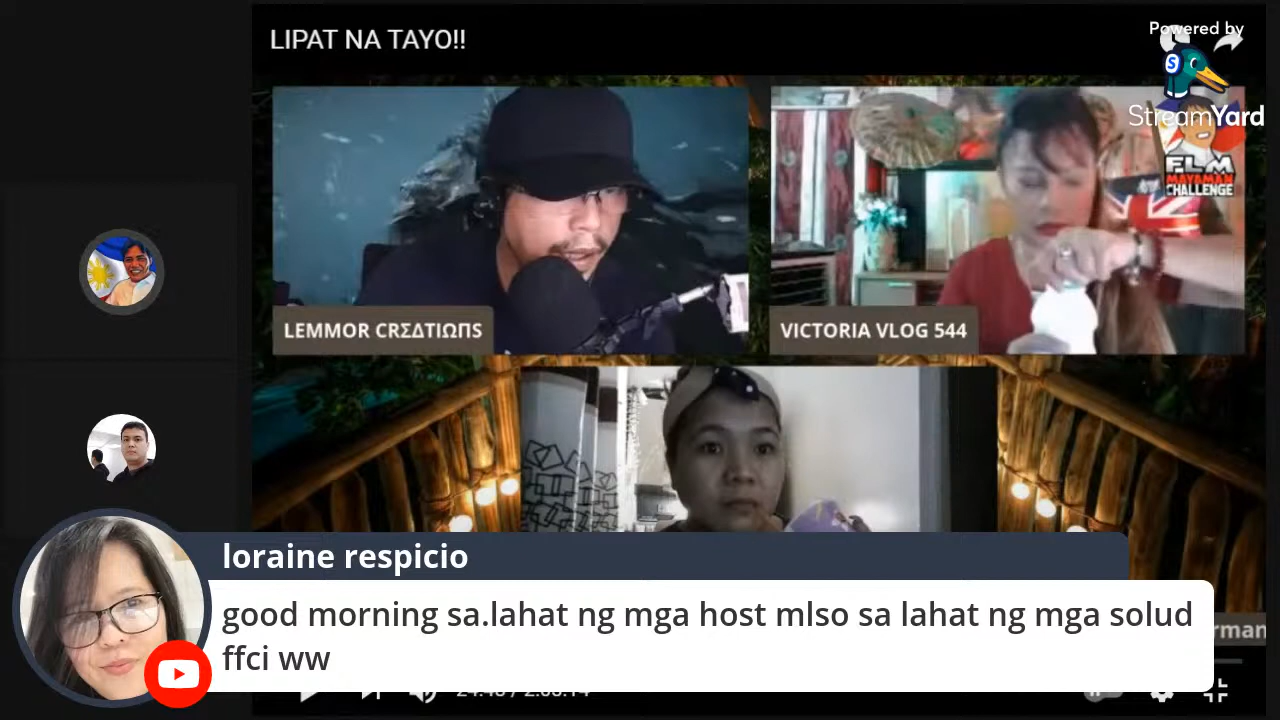 LIPAT NA TAYO!!
Powered by
S
StreamYard
FLM
MAYAMAN
CHALLENGE
LEMMOR CRΣΔTIΩΠS
VICTORIA VLOG 544
loraine respicio
good morning sa.lahat ng mga host mlso sa lahat ng mga solud
ffci ww